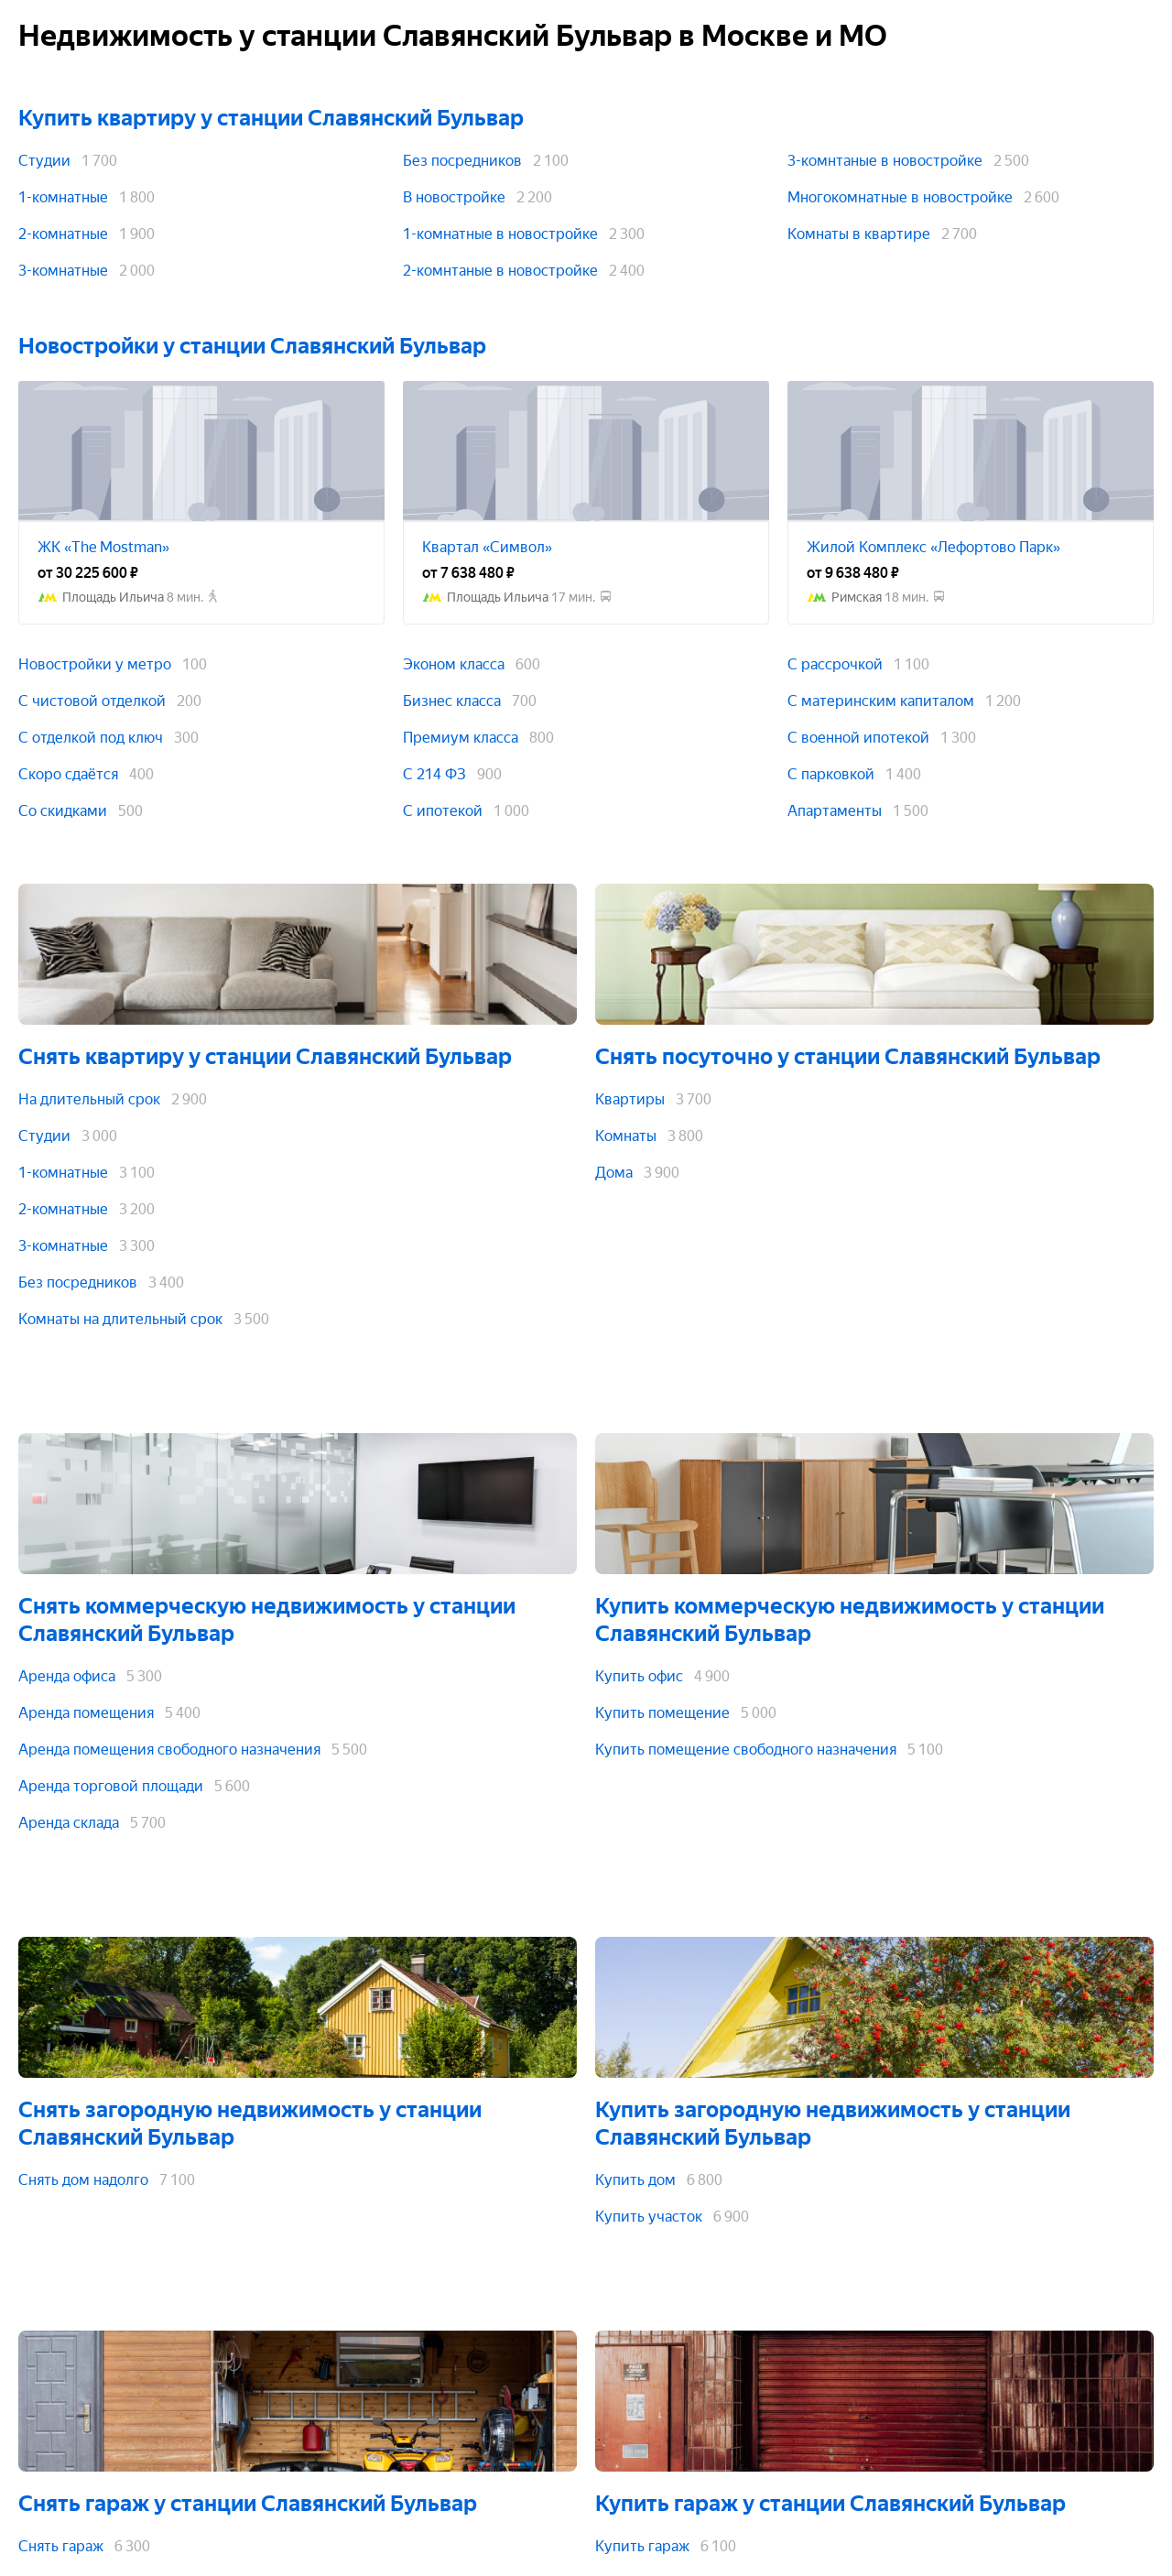 Недвижимость у станции Славянский Бульвар в Москве и МО
Купить квартиру у станции Славянский Бульвар
Студии 1 700
1-комнатные 1 800
2-комнатные 1 900
3-комнатные 2 000
Без посредников 2 100
В новостройке 2 200
1-комнатные в новостройке 2 300
2-комнтаные в новостройке 2 400
3-комнтаные в новостройке 2 500
Многокомнатные в новостройке 2 600
Комнаты в квартире 2 700
Новостройки у станции Славянский Бульвар
ЖК «The Mostman»
от 30 225 600 ₽
Площадь Ильича 8 мин.
Квартал «Символ»
от 7 638 480 ₽
Площадь Ильича 17 мин.
Жилой Комплекс «Лефортово Парк»
от 9 638 480 ₽
Римская 18 мин.
Новостройки у метро 100
С чистовой отделкой 200
С отделкой под ключ 300
Скоро сдаётся 400
Со скидками 500
Эконом класса 600
Бизнес класса 700
Премиум класса 800
С 214 ФЗ 900
С ипотекой 1 000
С рассрочкой 1 100
С материнским капиталом 1 200
С военной ипотекой 1 300
С парковкой 1 400
Апартаменты 1 500
Снять квартиру у станции Славянский Бульвар
На длительный срок 2 900
Студии 3 000
1-комнатные 3 100
2-комнатные 3 200
3-комнатные 3 300
Без посредников 3 400
Комнаты на длительный срок 3 500
Снять посуточно у станции Славянский Бульвар
Квартиры 3 700
Комнаты 3 800
Дома 3 900
Снять коммерческую недвижимость у станции
Славянский Бульвар
Аренда офиса 5 300
Аренда помещения 5 400
Аренда помещения свободного назначения 5 500
Аренда торговой площади 5 600
Аренда склада 5 700
Купить коммерческую недвижимость у станции
Славянский Бульвар
Купить офис 4 900
Купить помещение 5 000
Купить помещение свободного назначения 5 100
Снять загородную недвижимость у станции
Славянский Бульвар
Снять дом надолго 7 100
Купить загородную недвижимость у станции
Славянский Бульвар
Купить дом 6 800
Купить участок 6 900
Снять гараж у станции Славянский Бульвар
Снять гараж 6 300
Купить гараж у станции Славянский Бульвар
Купить гараж 6 100